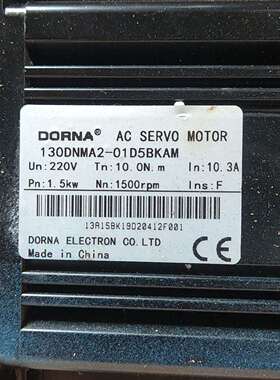 DORNA® AC SERVO MOTOR
130DNMA2-01D5BKAM
Un:220V Tn:10.0N.m In:10.3A
Pn:1.5kw Nn:1500rpm Ins:F
13A15BK19D20412F001
DORNA ELECTRON CO.LTD
Made in China
CE